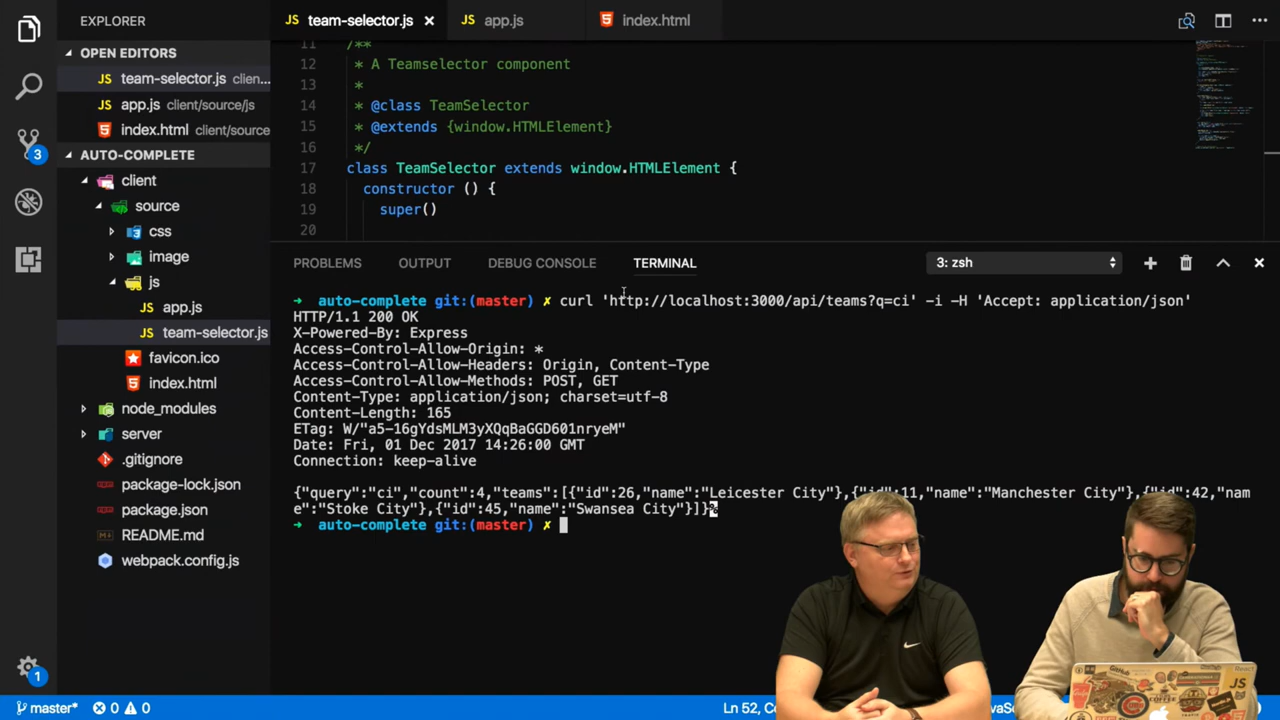 EXPLORER
OPEN EDITORS
team-selector.js clien...
app.js client/source/js
index.html client/source
AUTO-COMPLETE
client
source
css
image
js
app.js
team-selector.js
favicon.ico
index.html
node_modules
server
.gitignore
package-lock.json
package.json
README.md
webpack.config.js
3
1
JS team-selector.js ×
JS app.js
index.html
11 /**
12 * A Teamselector component
13 *
14 * @class TeamSelector
15 * @extends {window.HTMLElement}
16 */
17 class TeamSelector extends window.HTMLElement {
18 constructor () {
19 super()
20
PROBLEMS OUTPUT DEBUG CONSOLE TERMINAL 3: zsh
➜ auto-complete git:(master) ✗ curl 'http://localhost:3000/api/teams?q=ci' -i -H 'Accept: application/json'
HTTP/1.1 200 OK
X-Powered-By: Express
Access-Control-Allow-Origin: *
Access-Control-Allow-Headers: Origin, Content-Type
Access-Control-Allow-Methods: POST, GET
Content-Type: application/json; charset=utf-8
Content-Length: 165
ETag: W/"a5-16gYdsMLM3yXQqBaGGD601nryeM"
Date: Fri, 01 Dec 2017 14:26:00 GMT
Connection: keep-alive
{"query":"ci","count":4,"teams":[{"id":26,"name":"Leicester City"},{"id":11,"name":"Manchester City"},{"id":42,"nam
e":"Stoke City"},{"id":45,"name":"Swansea City"}]}%
➜ auto-complete git:(master) ✗
master* 0 0 Ln 52, Col
JS
React